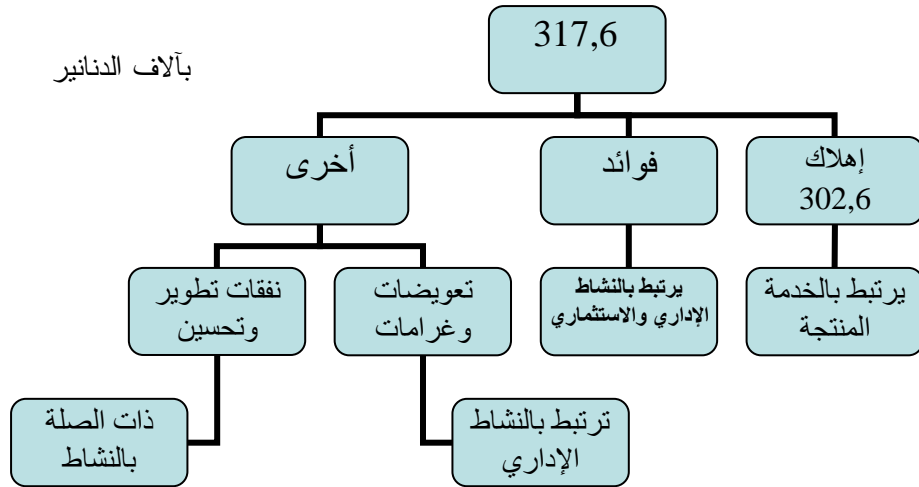 317,6
بآلاف الدنانير
إهلاك
302,6
فوائد
أخرى
يرتبط بالخدمة
المنتجة
يرتبط بالنشاط
الإداري والاستثماري
تعويضات
وغرامات
نفقات تطوير
وتحسين
ترتبط بالنشاط
الإداري
ذات الصلة
بالنشاط